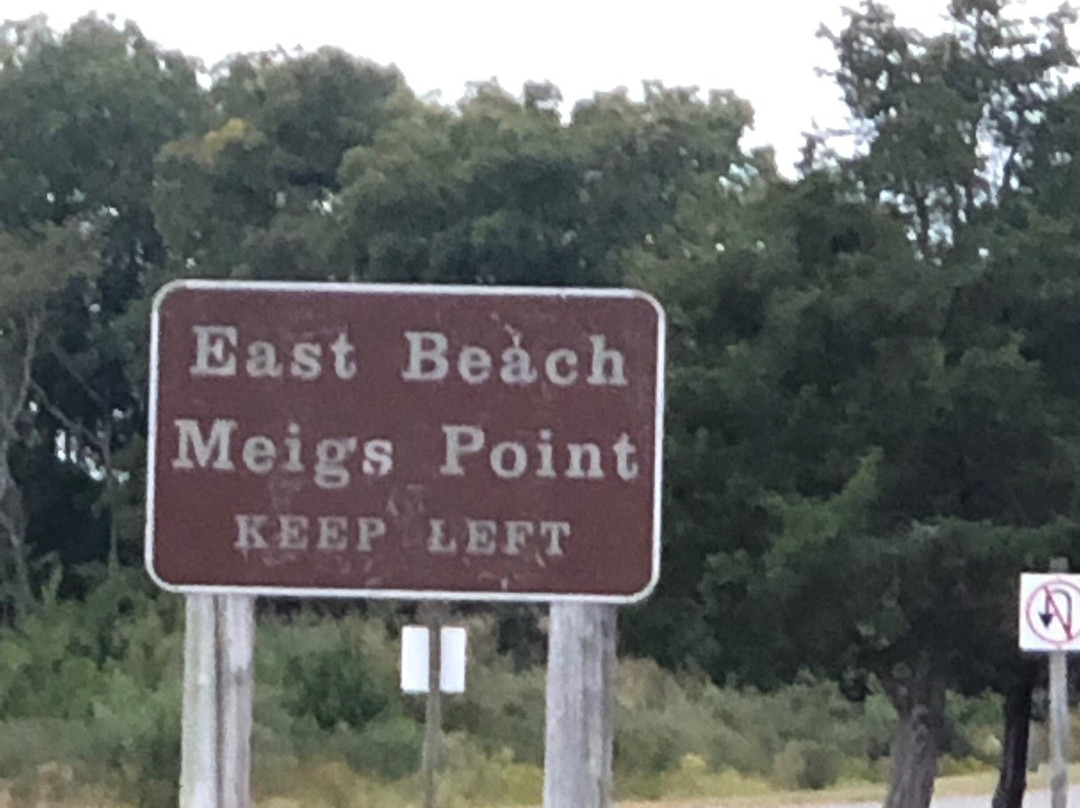 East Beach
Meigs Point
KEEP LEFT